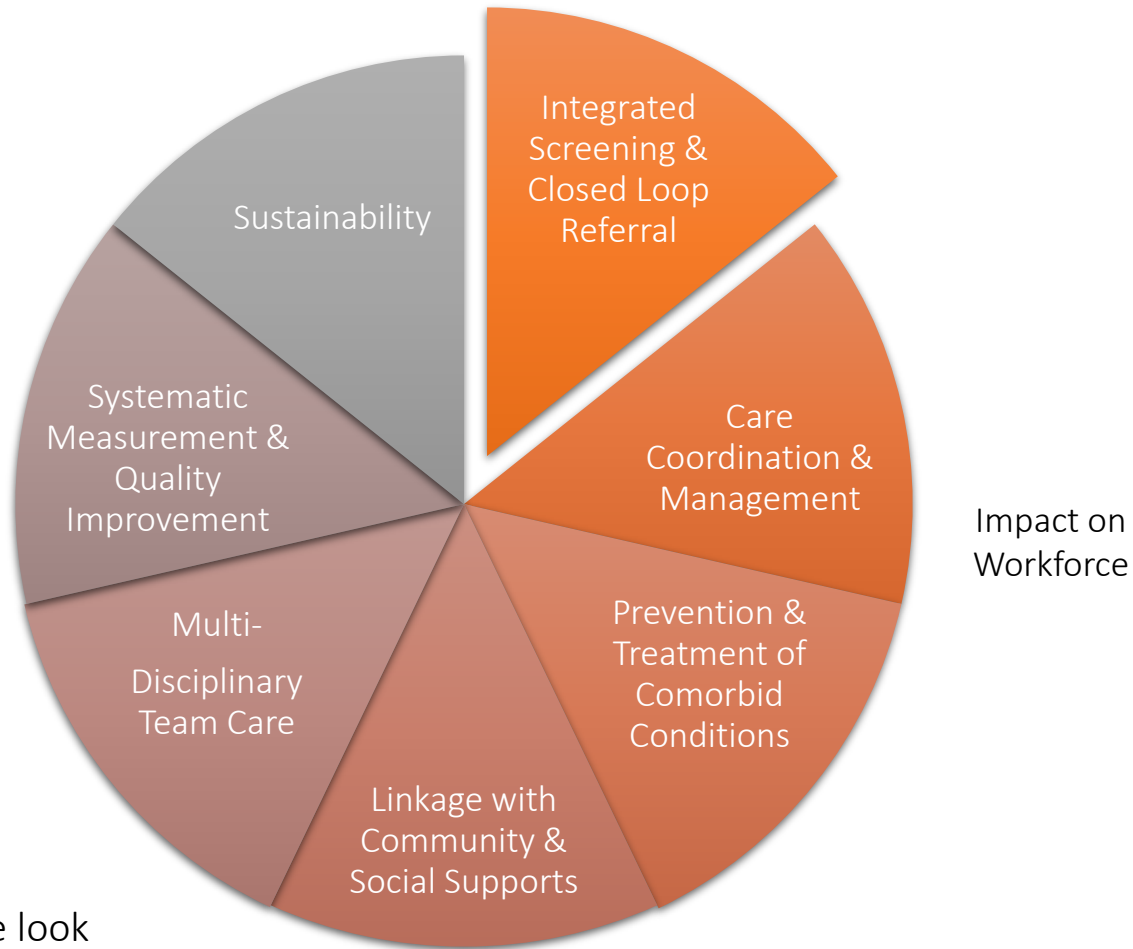 Integrated
Screening &
Closed Loop
Referral
Sustainability
Care
Coordination &
Management
Systematic
Measurement &
Quality
Improvement
Impact on
Workforce
Prevention &
Treatment of
Comorbid
Conditions
Multi-
Disciplinary
Team Care
Linkage with
Community &
Social Supports
look